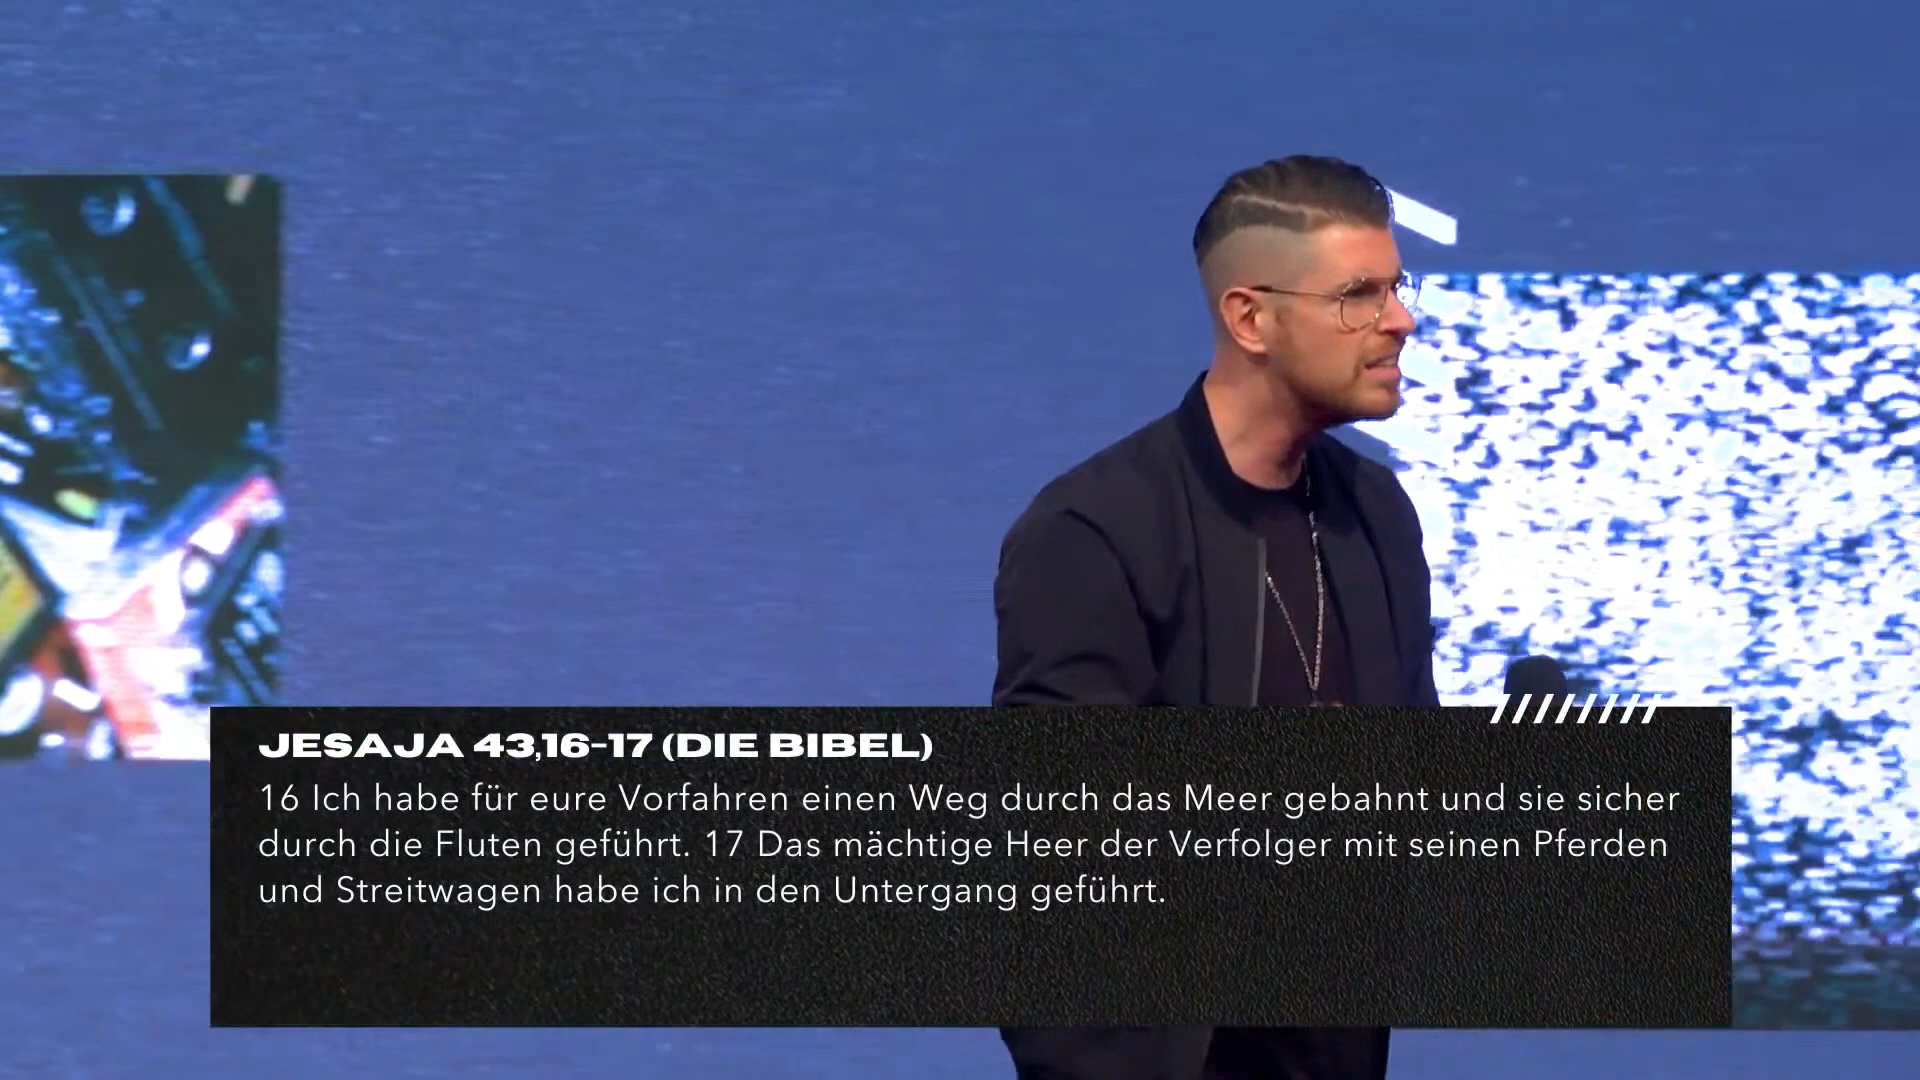 JESAJA 43,16-17 (DIE BIBEL)
16 Ich habe für eure Vorfahren einen Weg durch das Meer gebahnt und sie sicher
durch die Fluten geführt. 17 Das mächtige Heer der Verfolger mit seinen Pferden
und Streitwagen habe ich in den Untergang geführt.